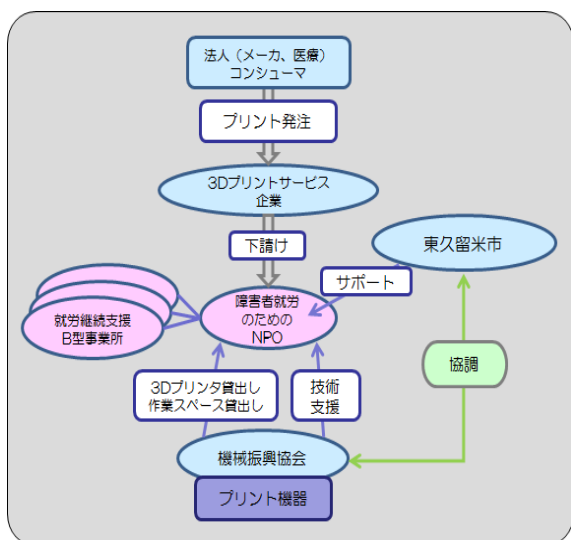 法人（メーカ、医療）
コンシューマ
プリント発注
3Dプリントサービス
企業
下請け
東久留米市
サポート
障害者就労
のための
NPO
就労継続支援
B型事業所
協調
3Dプリンタ貸出し
作業スペース貸出し
技術
支援
機械振興協会
プリント機器